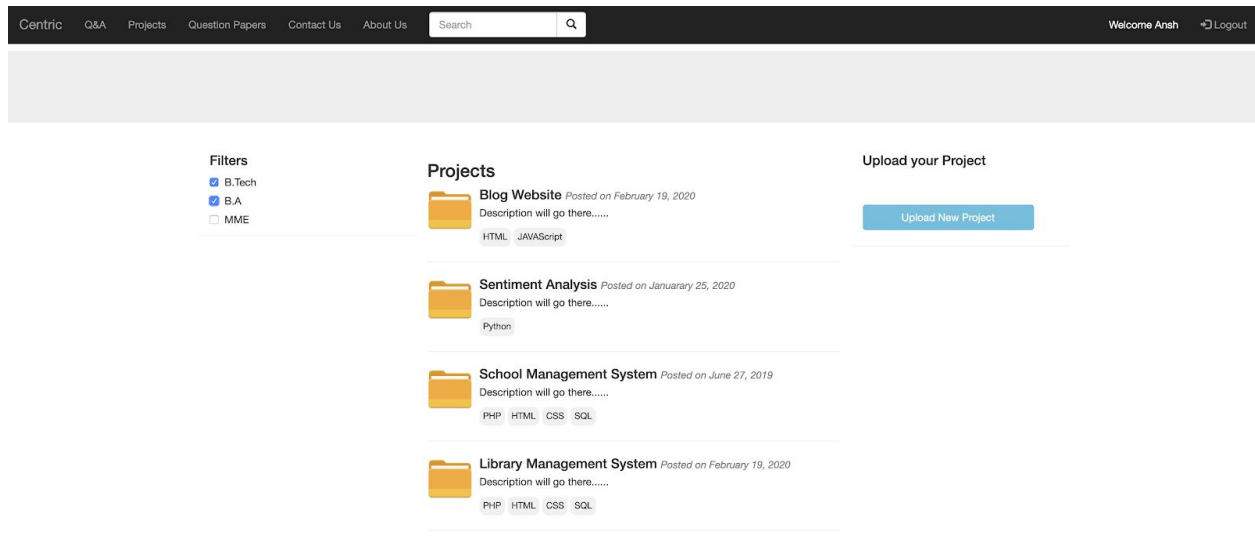 Centric Q&A Projects Question Papers Contact Us About Us Search Welcome Ansh Logout
Filters
B.Tech
B.A
MME
Projects
Blog Website Posted on February 19, 2020
Description will go there......
HTML JAVAScript
Sentiment Analysis Posted on Januarary 25, 2020
Description will go there......
Python
School Management System Posted on June 27, 2019
Description will go there......
PHP HTML CSS SQL
Library Management System Posted on February 19, 2020
Description will go there......
PHP HTML CSS SQL
Upload your Project
Upload New Project